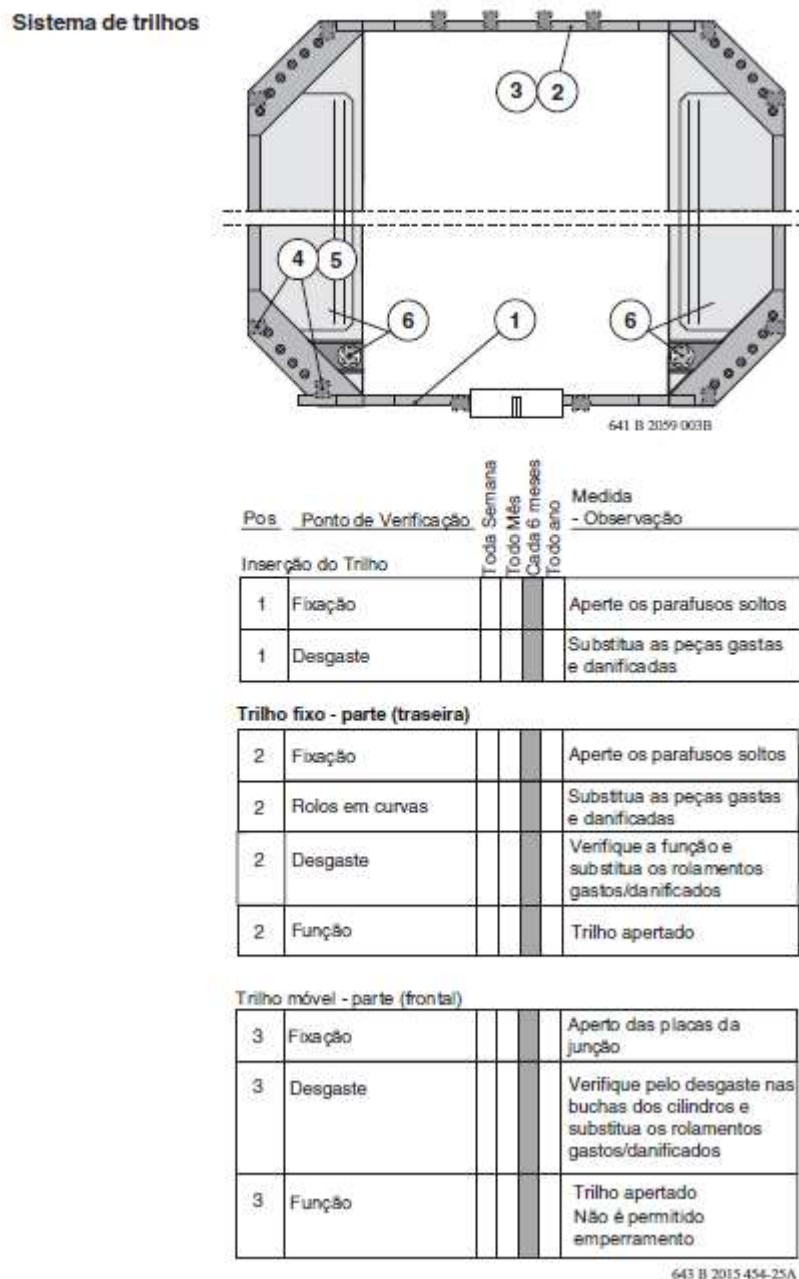 Sistema de trilhos
3 2
4 5
6
1
6
641 B 2059 003B
Pos
Ponto de Verificação
Toda Semana
Todo Mês
Cada 6 meses
Todo ano
Medida
- Observação
Inserção do Trilho
1 Fixação Aperte os parafusos soltos
1 Desgaste Substitua as peças gastas
e danificadas
Trilho fixo - parte (traseira)
2 Fixação Aperte os parafusos soltos
2 Rolos em curvas Substitua as peças gastas
e danificadas
2 Desgaste Verifique a função e
substitua os rolamentos
gastos/danificados
2 Função Trilho apertado
Trilho móvel - parte (frontal)
3 Fixação Aperto das placas da
junção
3 Desgaste Verifique pelo desgaste nas
buchas dos cilindros e
substitua os rolamentos
gastos/danificados
3 Função Trilho apertado
Não é permitido
emperramento
643 B 2015 454-25A